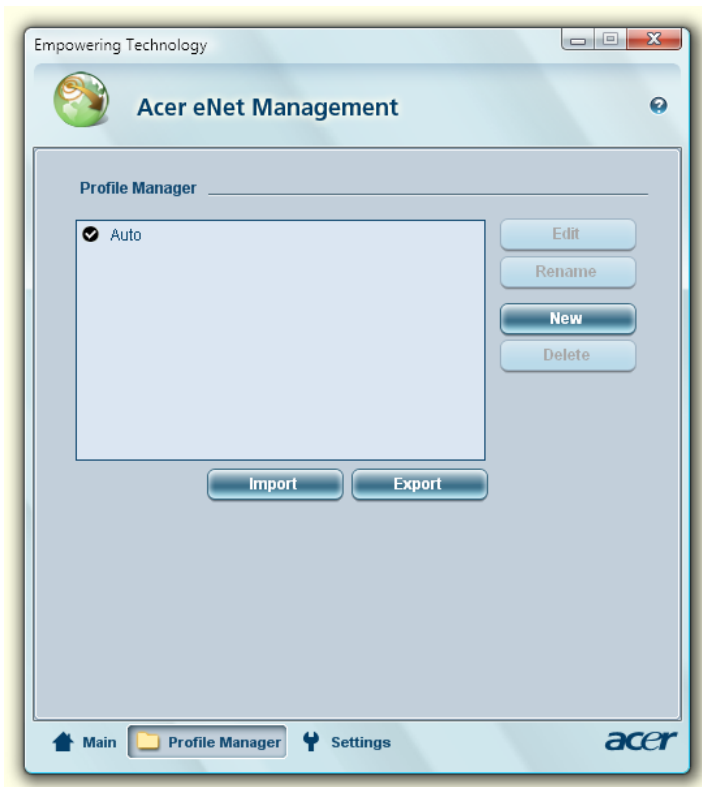 Empowering Technology
Acer eNet Management
Profile Manager
Auto
Edit
Rename
New
Delete
Import
Export
Main
Profile Manager
Settings
acer